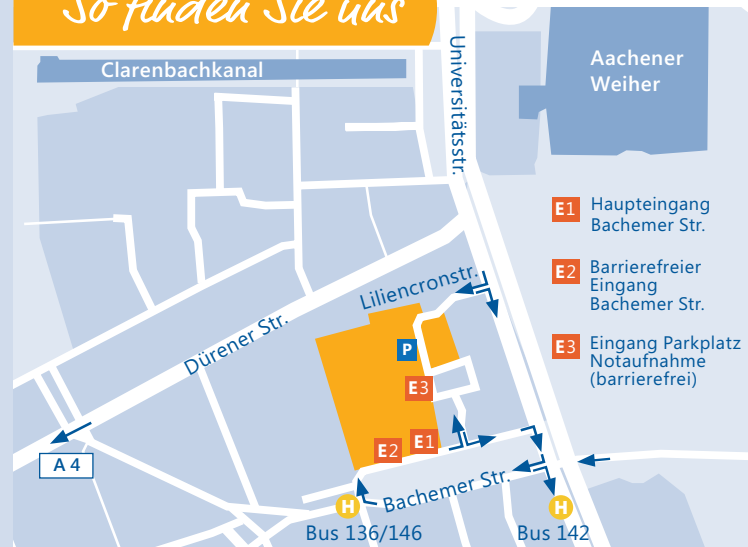 So finden Sie uns
Clarenbachkanal
Universitätsstr.
Aachener
Weiher
E1 Haupteingang
Bachemer Str.
E2 Barrierefreier
Eingang
Bachemer Str.
E3 Eingang Parkplatz
Notaufnahme
(barrierefrei)
Liliencronstr.
Dürener Str.
P
E3
E1
E2
A 4
Bachemer Str.
H
H
Bus 136/146
Bus 142